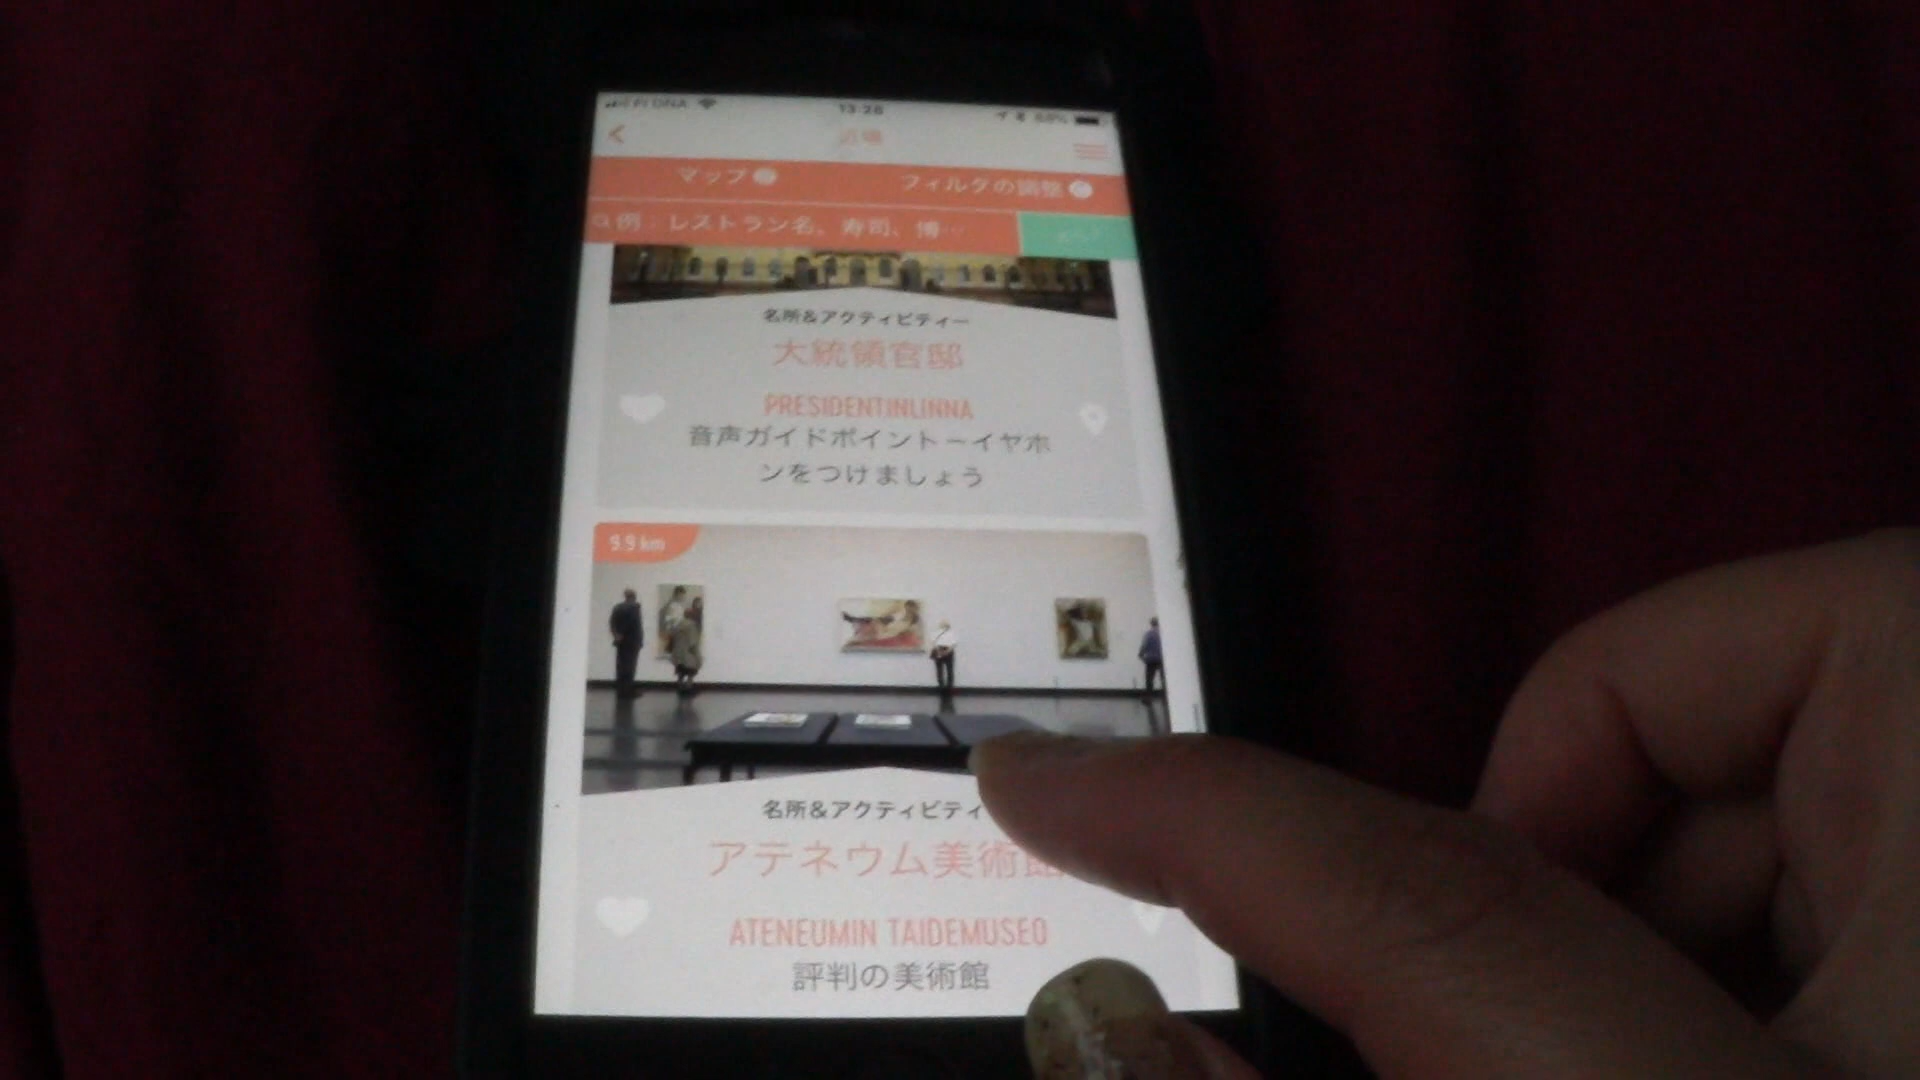 FI DNA
13:28
マップ
フィルタの調整
例：レストラン名、寿司、博…
名所&アクティビティー
大統領官邸
PRESIDENTINLINNA
音声ガイドポイントーイヤホ
ンをつけましょう
9.9 km
名所&アクティビティ
アテネウム美術館
ATENEUMIN TAIDEMUSEO
評判の美術館